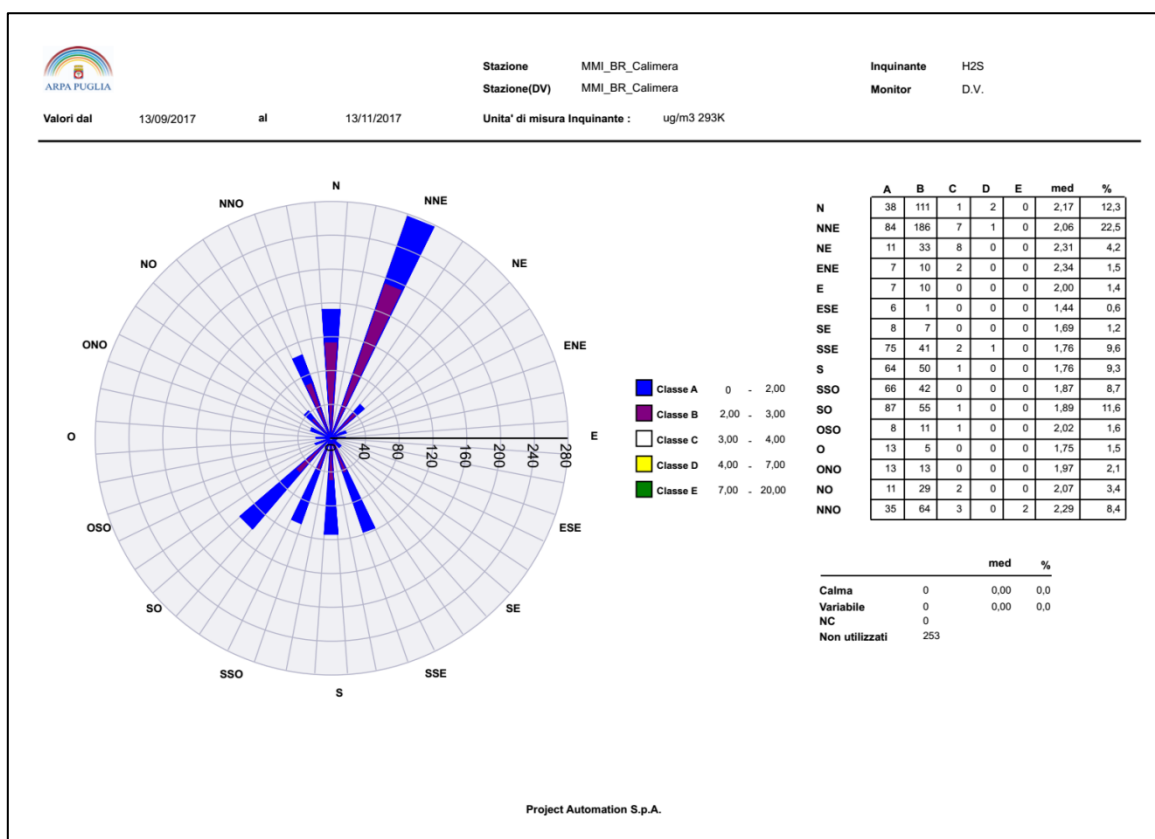 ARPA PUGLIA
Stazione MMI_BR_Calimera Inquinante H2S
Stazione(DV) MMI_BR_Calimera Monitor D.V.
Valori dal 13/09/2017 al 13/11/2017 Unita' di misura Inquinante : ug/m3 293K
N
NNE
NE
ENE
E
ESE
SE
SSE
S
SSO
SO
OSO
O
ONO
NO
NNO
0 40 80 120 160 200 240 280
Classe A 0 - 2,00
Classe B 2,00 - 3,00
Classe C 3,00 - 4,00
Classe D 4,00 - 7,00
Classe E 7,00 - 20,00
A B C D E med %
N 38 111 1 2 0 2,17 12,3
NNE 84 186 7 1 0 2,06 22,5
NE 11 33 8 0 0 2,31 4,2
ENE 7 10 2 0 0 2,34 1,5
E 7 10 0 0 0 2,00 1,4
ESE 6 1 0 0 0 1,44 0,6
SE 8 7 0 0 0 1,69 1,2
SSE 75 41 2 1 0 1,76 9,6
S 64 50 1 0 0 1,76 9,3
SSO 66 42 0 0 0 1,87 8,7
SO 87 55 1 0 0 1,89 11,6
OSO 8 11 1 0 0 2,02 1,6
O 13 5 0 0 0 1,75 1,5
ONO 13 13 0 0 0 1,97 2,1
NO 11 29 2 0 0 2,07 3,4
NNO 35 64 3 0 2 2,29 8,4
med %
Calma 0 0,00 0,0
Variabile 0 0,00 0,0
NC 0
Non utilizzati 253
Project Automation S.p.A.